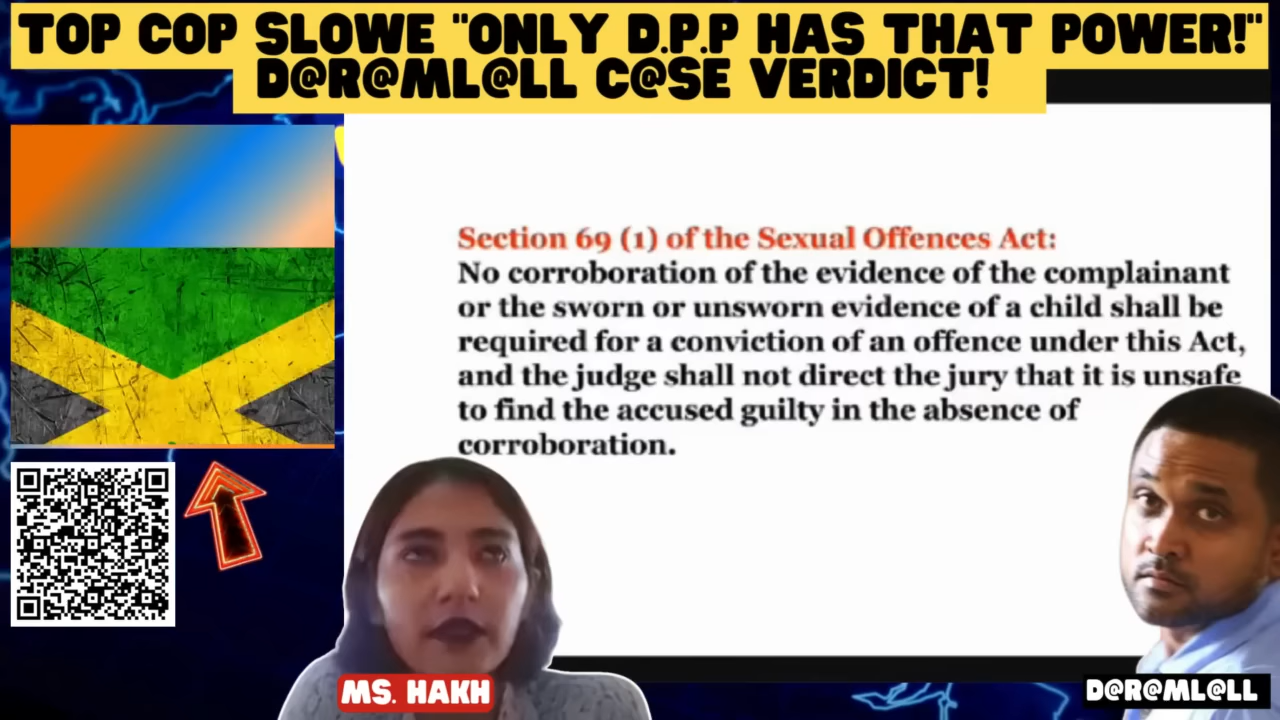 TOP COP SLOWE "ONLY D.P.P HAS THAT POWER!"
D@R@ML@LL C@SE VERDICT!
Section 69 (1) of the Sexual Offences Act:
No corroboration of the evidence of the complainant
or the sworn or unsworn evidence of a child shall be
required for a conviction of an offence under this Act,
and the judge shall not direct the jury that it is unsafe
to find the accused guilty in the absence of
corroboration.
MS. HAKH
D@R@ML@LL